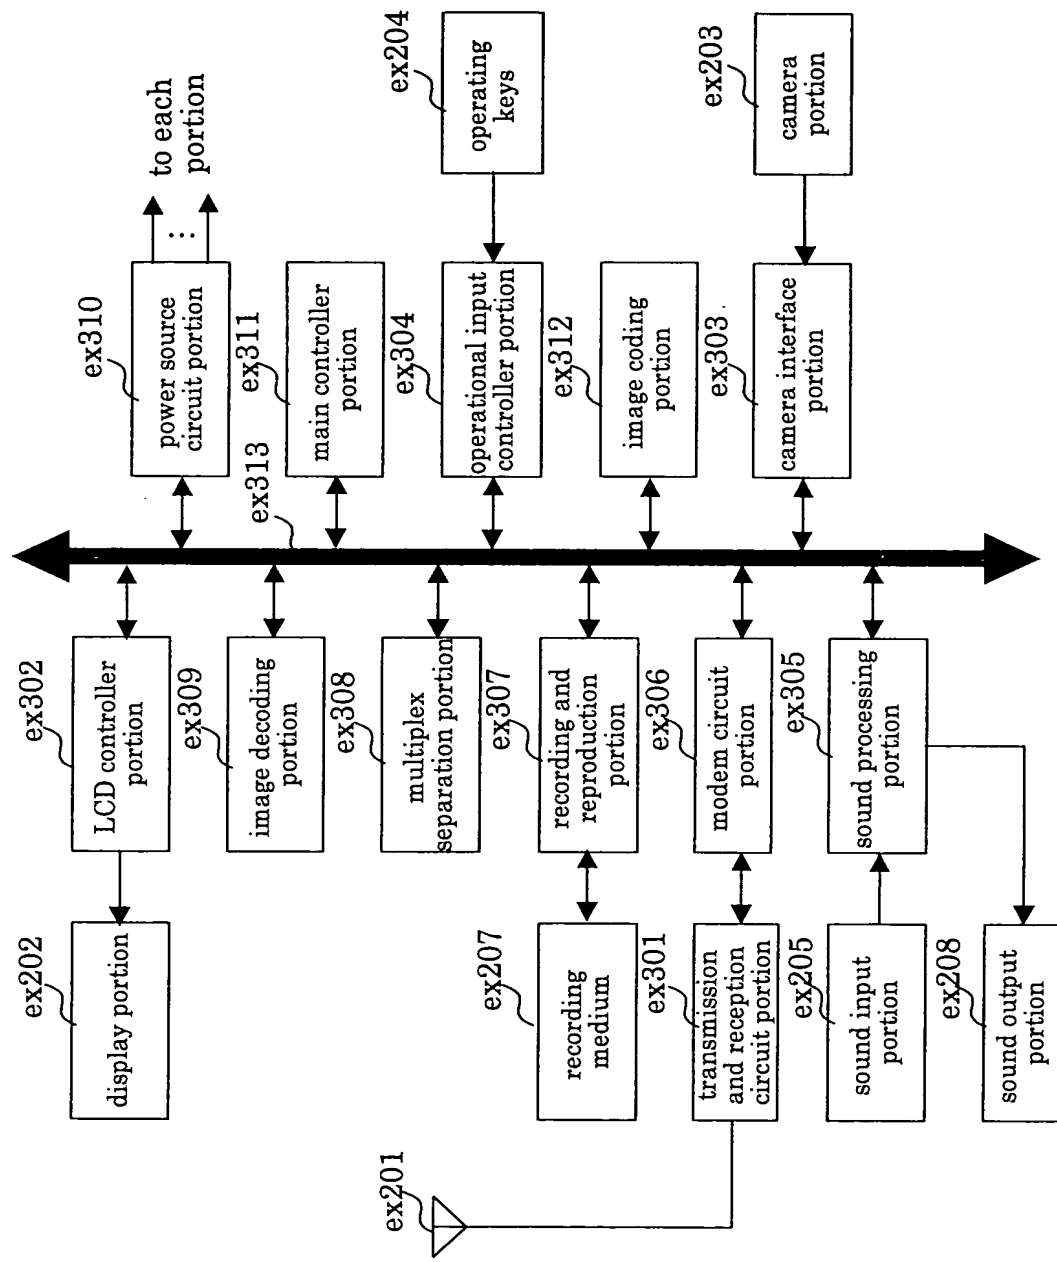 ex201
ex202
display portion
ex302
LCD controller
portion
ex309
image decoding
portion
ex308
multiplex
separation portion
ex207
recording
medium
ex307
recording and
reproduction
portion
ex301
transmission
and reception
circuit portion
ex306
modem circuit
portion
ex205
sound input
portion
ex305
sound processing
portion
ex208
sound output
portion
ex313
ex310
power source
circuit portion
...
to each
portion
ex311
main controller
portion
ex304
operational input
controller portion
ex204
operating
keys
ex312
image coding
portion
ex303
camera interface
portion
ex203
camera
portion